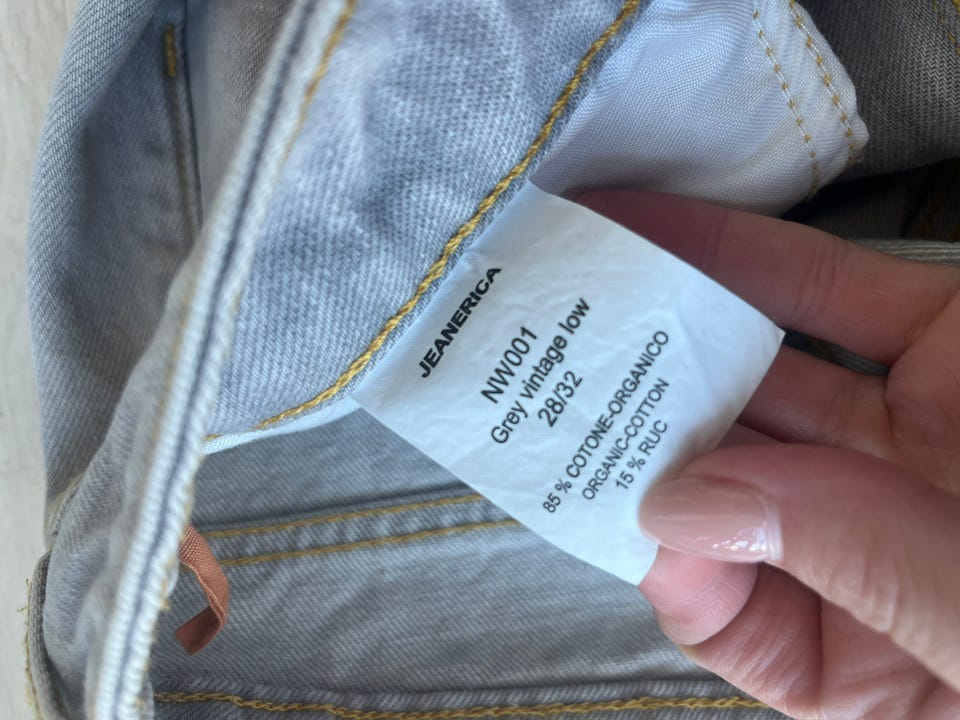 JEANERICA
NW001
Grey vintage low
28/32
85 % COTONE-ORGANICO
ORGANIC-COTTON
15 % RUC